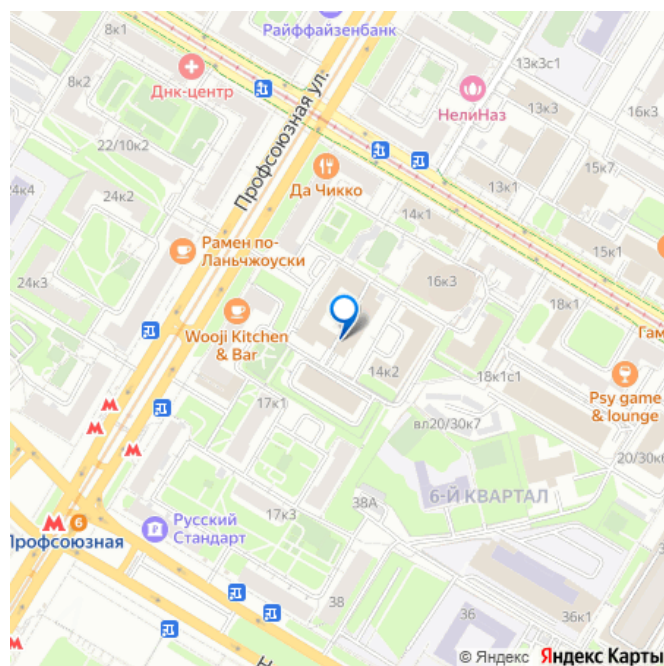 8к1
Райффайзенбанк
Днк-центр
8к2
Профсоюзная ул.
13к3с1
НелиНаз
13к3
16к3
22/10к2
15к7
24к4
24к2
Да Чикко
13к1
14к1
15к1
Рамен по-
Ланьчжоуски
24к3
16к3
18к1
Wooji Kitchen
& Bar
Гам
14к2
18к1с1
Psy game
& lounge
17к1
вл20/30к7
20/30к6
38А
6-Й КВАРТАЛ
6
Профсоюзная
Русский
Стандарт
17к3
38
36
36к1
Н
© Яндекс Яндекс Карты